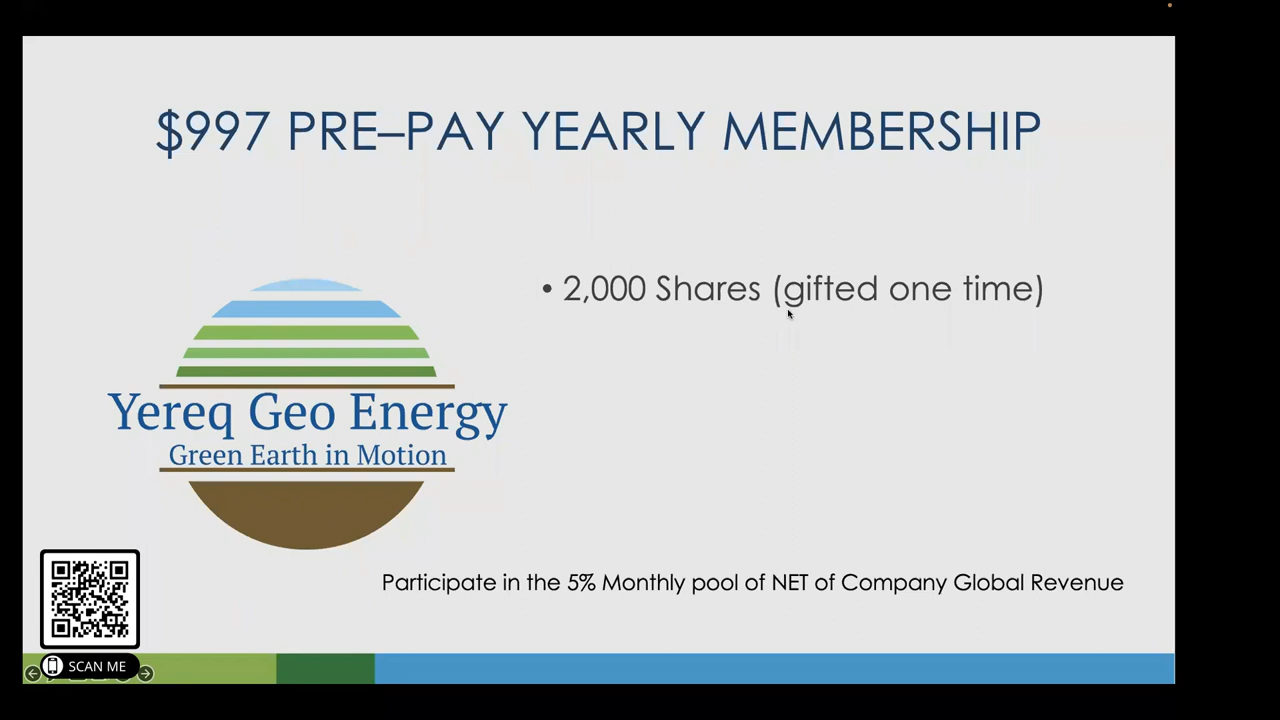 $997 PRE–PAY YEARLY MEMBERSHIP
• 2,000 Shares (gifted one time)
Yereq Geo Energy
Green Earth in Motion
Participate in the 5% Monthly pool of NET of Company Global Revenue
SCAN ME